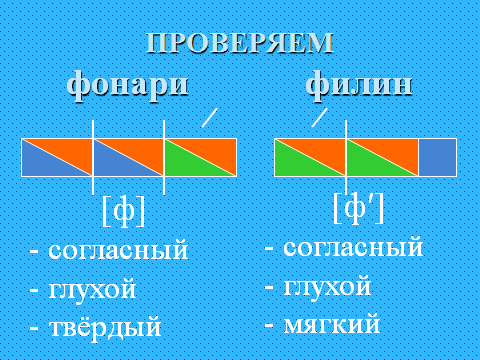 ПРОВЕРЯЕМ
фонари
филин
[ф]
- согласный
- глухой
- твёрдый
[ф′]
- согласный
- глухой
- мягкий